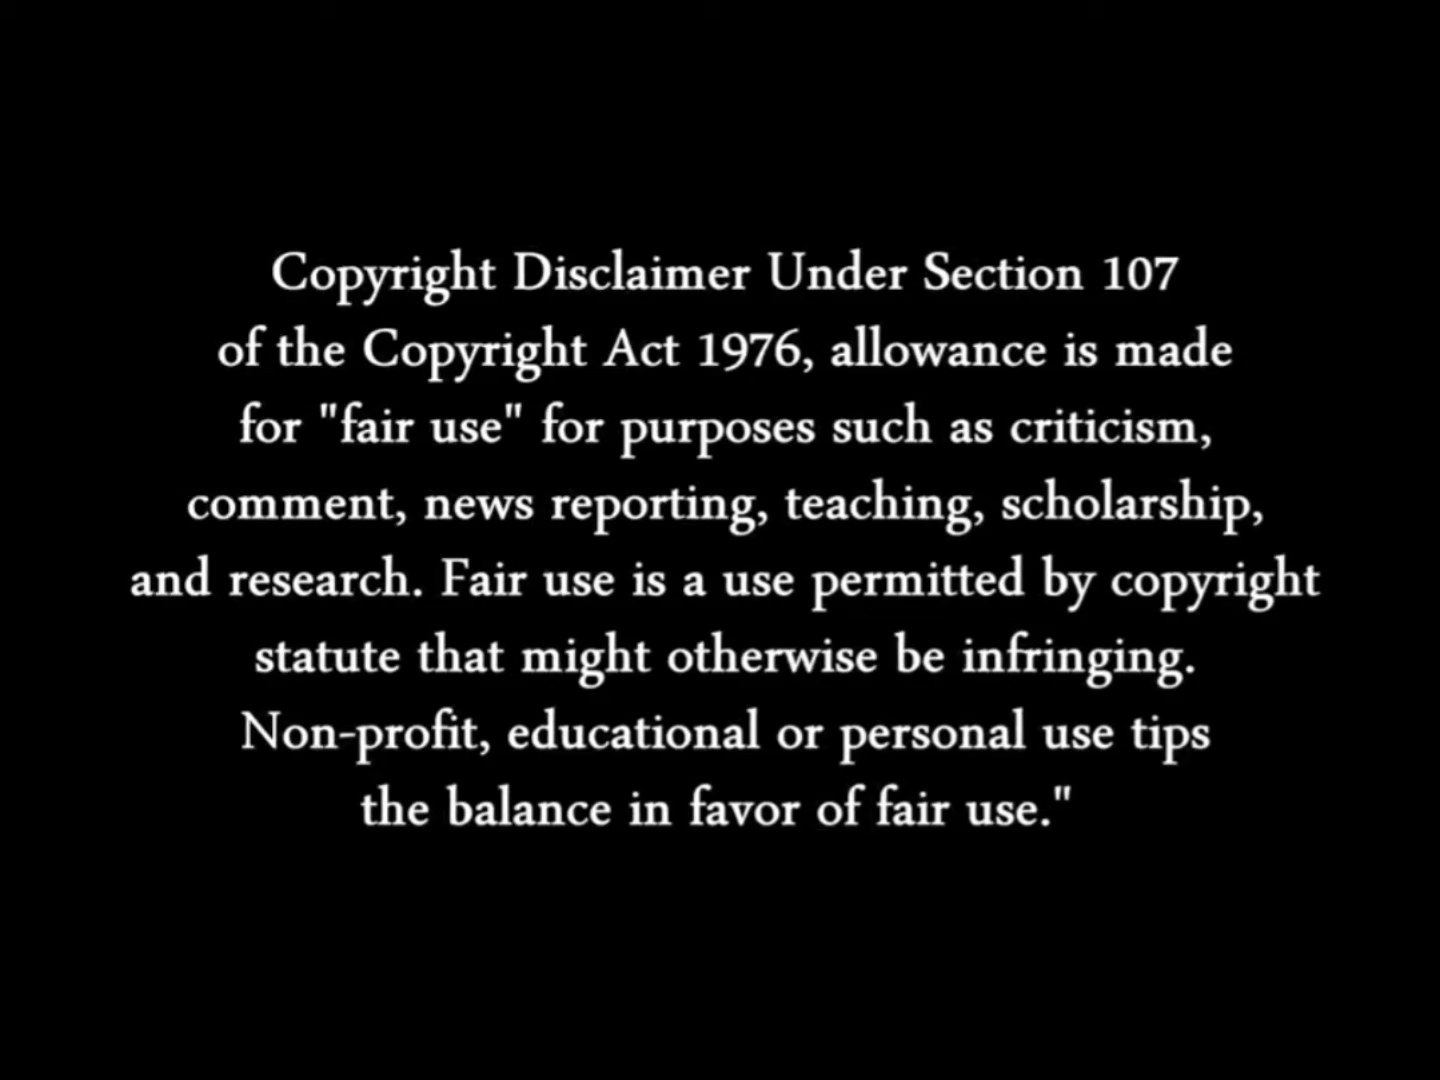 Copyright Disclaimer Under Section 107
of the Copyright Act 1976, allowance is made
for "fair use" for purposes such as criticism,
comment, news reporting, teaching, scholarship,
and research. Fair use is a use permitted by copyright
statute that might otherwise be infringing.
Non-profit, educational or personal use tips
the balance in favor of fair use."